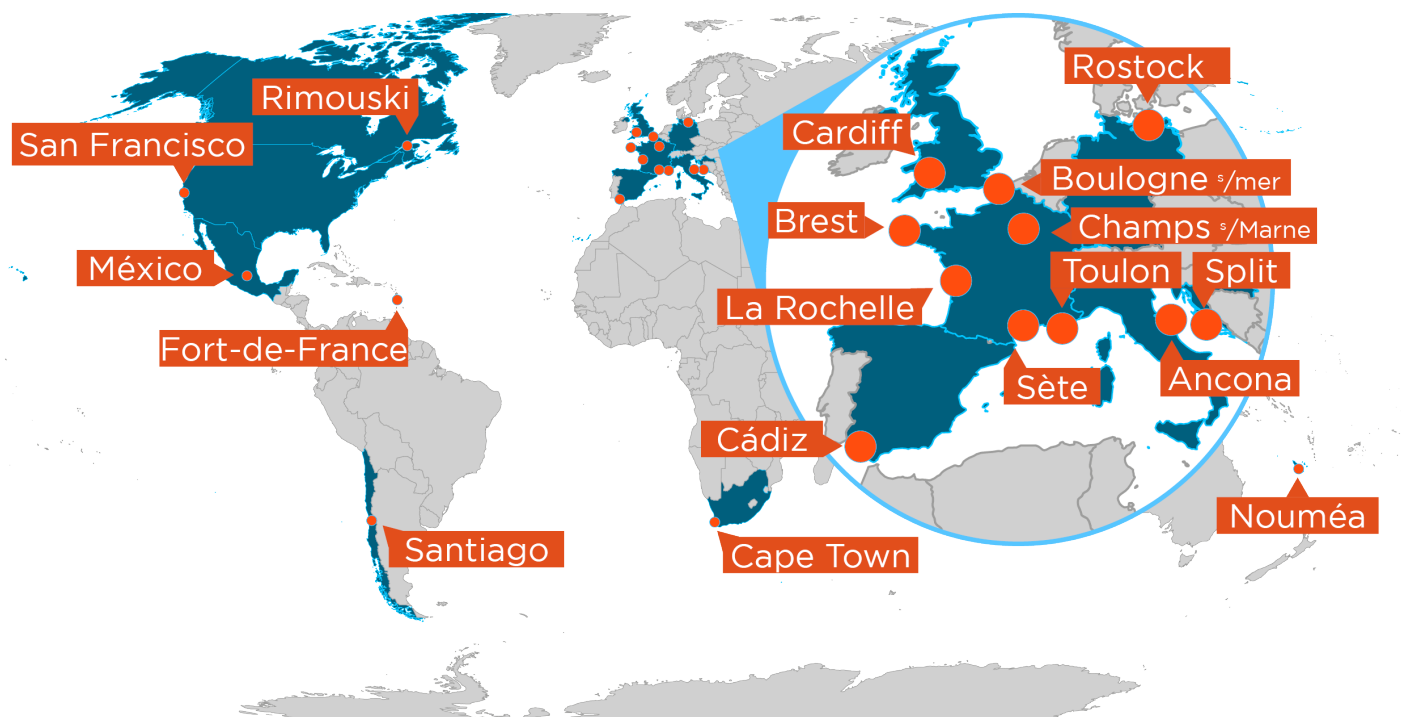 Rostock
Rimouski
San Francisco
Cardiff
Boulogne s/mer
Brest
Champs s/Marne
México
Toulon
Split
La Rochelle
Fort-de-France
Sète
Ancona
Cádiz
Nouméa
Santiago
Cape Town